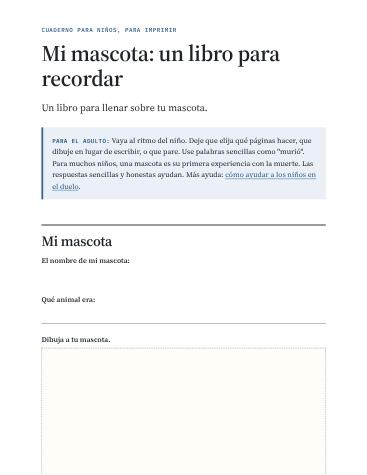 CUADERNO PARA NIÑOS, PARA IMPRIMIR
Mi mascota: un libro para
recordar
Un libro para llenar sobre tu mascota.
PARA EL ADULTO: Vaya al ritmo del niño. Deje que elija qué páginas hacer, que
dibuje en lugar de escribir, o que pare. Use palabras sencillas como "murió".
Para muchos niños, una mascota es su primera experiencia con la muerte. Las
respuestas sencillas y honestas ayudan. Más ayuda: cómo ayudar a los niños en
el duelo.
Mi mascota
El nombre de mi mascota:
Qué animal era:
Dibuja a tu mascota.